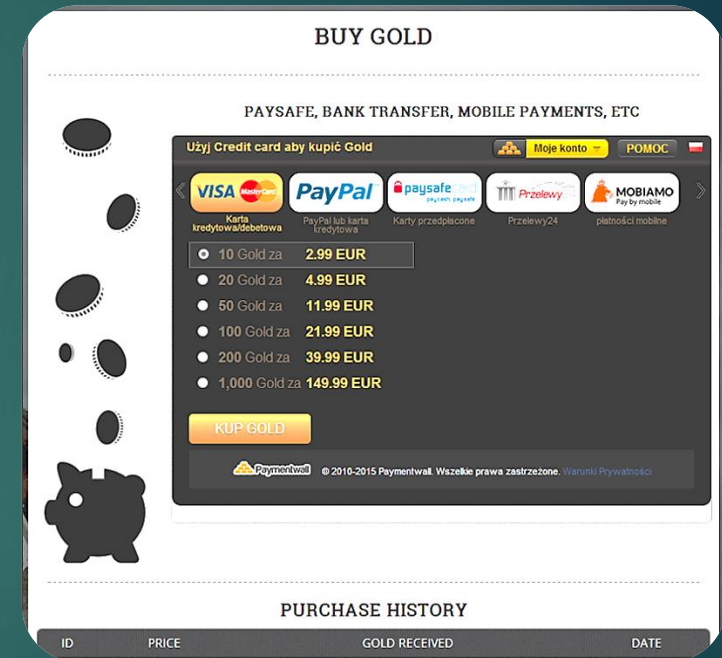 BUY GOLD
PAYSAFE, BANK TRANSFER, MOBILE PAYMENTS, ETC
Użyj Credit card aby kupić Gold
Moje konto
POMOC
VISA MasterCard
PayPal
paysafecard
paycash. paysafe.
Przelewy
MOBIAMO
Pay by mobile
Karta
kredytowa/debetowa
PayPal lub karta
kredytowa
Karty przedpłacone
Przelewy24
płatności mobilne
10 Gold za 2.99 EUR
20 Gold za 4.99 EUR
50 Gold za 11.99 EUR
100 Gold za 21.99 EUR
200 Gold za 39.99 EUR
1,000 Gold za 149.99 EUR
KUP GOLD
Paymentwall © 2010-2015 Paymentwall. Wszelkie prawa zastrzeżone. Warunki Prywatności
PURCHASE HISTORY
ID PRICE GOLD RECEIVED DATE